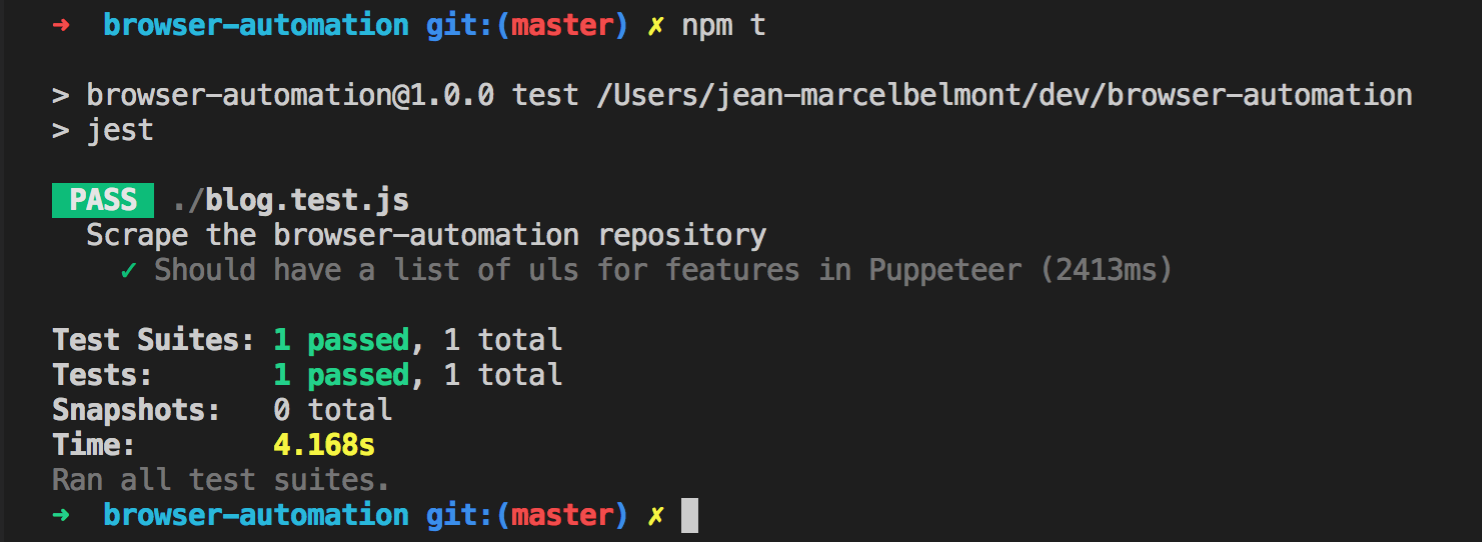 ➜ browser-automation git:(master) ✗ npm t
> browser-automation@1.0.0 test /Users/jean-marcelbelmont/dev/browser-automation
> jest
PASS ./blog.test.js
Scrape the browser-automation repository
✓ Should have a list of uls for features in Puppeteer (2413ms)
Test Suites: 1 passed, 1 total
Tests: 1 passed, 1 total
Snapshots: 0 total
Time: 4.168s
Ran all test suites.
➜ browser-automation git:(master) ✗